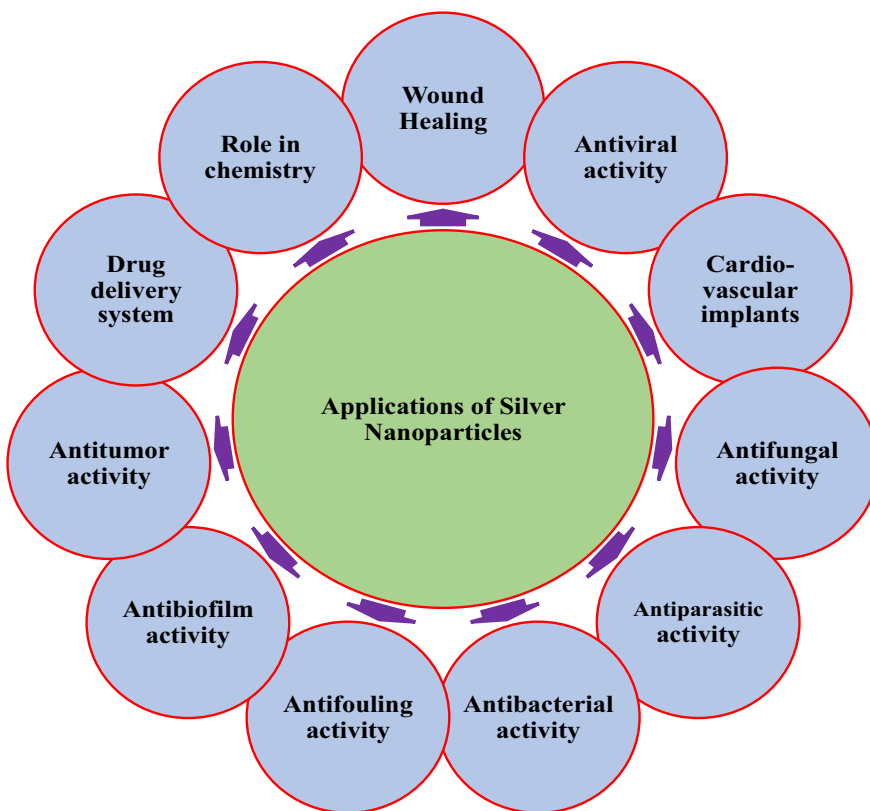 Wound
Healing
Antiviral
activity
Cardio-
vascular
implants
Antifungal
activity
Antiparasitic
activity
Antibacterial
activity
Antifouling
activity
Antibiofilm
activity
Antitumor
activity
Drug
delivery
system
Role in
chemistry
Applications of Silver
Nanoparticles